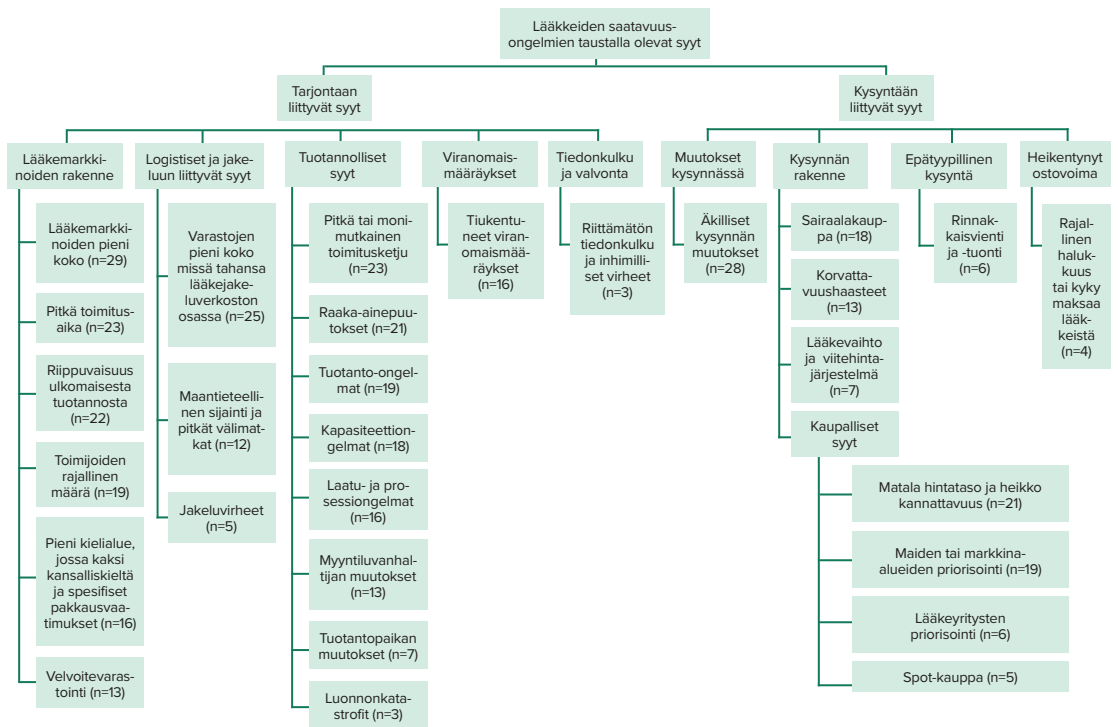 Lääkkeiden saatavuus-
ongelmien taustalla olevat syyt
Tarjontaan
liittyvät syyt
Kysyntään
liittyvät syyt
Lääkemarkki-
noiden rakenne
Logistiset ja jake-
luun liittyvät syyt
Tuotannolliset
syyt
Viranomais-
määräykset
Tiedonkulku
ja valvonta
Muutokset
kysynnässä
Kysynnän
rakenne
Epätyypillinen
kysyntä
Heikentynyt
ostovoima
Lääkemarkki-
noiden pieni
koko (n=29)
Pitkä toimitus-
aika (n=23)
Riippuvaisuus
ulkomaisesta
tuotannosta
(n=22)
Toimijoiden
rajallinen
määrä (n=19)
Pieni kielialue,
jossa kaksi
kansalliskieltä
ja spesifiset
pakkausvaa-
timukset (n=16)
Velvoitevaras-
tointi (n=13)
Varastojen
pieni koko
missä tahansa
lääkejake-
luverkoston
osassa (n=25)
Maantieteelli-
nen sijainti ja
pitkät välimat-
kat (n=12)
Jakeluvirheet
(n=5)
Pitkä tai moni-
mutkainen
toimitusketju
(n=23)
Raaka-ainepuu-
tokset (n=21)
Tuotanto-ongel-
mat (n=19)
Kapasiteettion-
gelmat (n=18)
Laatu- ja pro-
sessiongelmat
(n=16)
Myyntiluvanhal-
tijan muutokset
(n=13)
Tuotantopaikan
muutokset (n=7)
Luonnonkata-
strofit (n=3)
Tiukentu-
neet viran-
omaismää-
räykset
(n=16)
Riittämätön
tiedonkulku
ja inhimilli-
set virheet
(n=3)
Äkilliset
kysynnän
muutokset
(n=28)
Sairaalakaup-
pa (n=18)
Korvatta-
vuushaasteet
(n=13)
Lääkevaihto
ja viitehinta-
järjestelmä
(n=7)
Kaupalliset
syyt
Matala hintataso ja heikko
kannattavuus (n=21)
Maiden tai markkina-
alueiden priorisointi (n=19)
Lääkeyritysten
priorisointi (n=6)
Spot-kauppa (n=5)
Rinnak-
kaisvienti
ja -tuonti
(n=6)
Rajal-
linen
haluk-
kuus
tai kyky
maksaa
lääk-
keistä
(n=4)